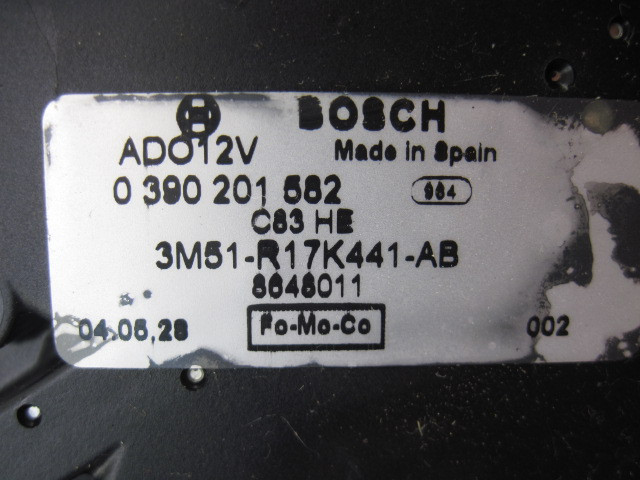 BOSCH
ADO12V Made in Spain
0 390 201 582 984
C83 HE
3M51-R17K441-AB
8648011
04.05.28 Fo-Mo-Co 002